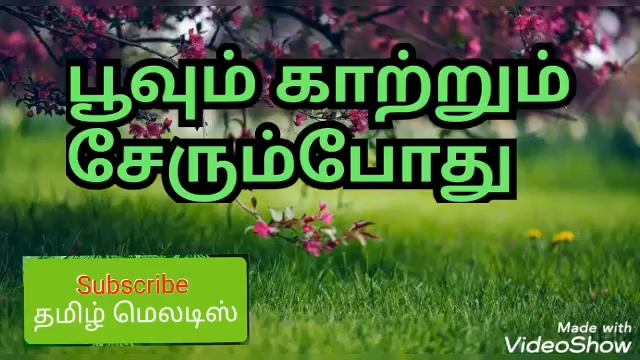 பூவும் காற்றும்
சேரும்போது
Subscribe
தமிழ் மெலடிஸ்
Made with
VideoShow